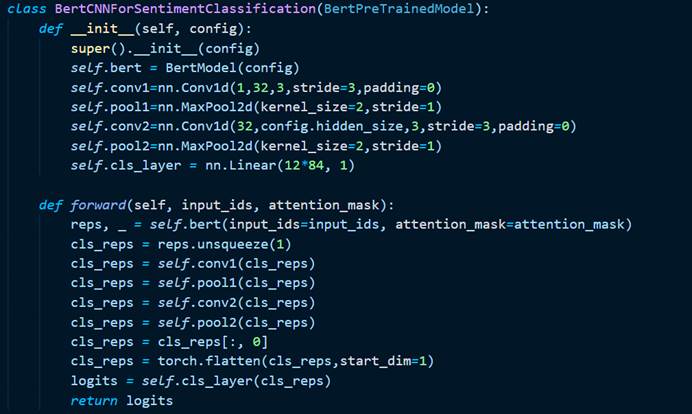 class BertCNNForSentimentClassification(BertPreTrainedModel):
    def __init__(self, config):
        super().__init__(config)
        self.bert = BertModel(config)
        self.conv1=nn.Conv1d(1,32,3,stride=3,padding=0)
        self.pool1=nn.MaxPool2d(kernel_size=2,stride=1)
        self.conv2=nn.Conv1d(32,config.hidden_size,3,stride=3,padding=0)
        self.pool2=nn.MaxPool2d(kernel_size=2,stride=1)
        self.cls_layer = nn.Linear(12*84, 1)

    def forward(self, input_ids, attention_mask):
        reps, _ = self.bert(input_ids=input_ids, attention_mask=attention_mask)
        cls_reps = reps.unsqueeze(1)
        cls_reps = self.conv1(cls_reps)
        cls_reps = self.pool1(cls_reps)
        cls_reps = self.conv2(cls_reps)
        cls_reps = self.pool2(cls_reps)
        cls_reps = cls_reps[:, 0]
        cls_reps = torch.flatten(cls_reps,start_dim=1)
        logits = self.cls_layer(cls_reps)
        return logits